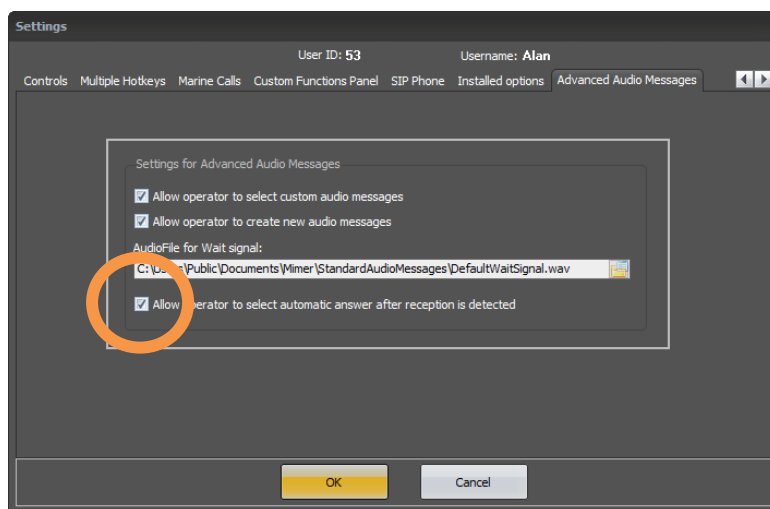 Settings
User ID: 53 Username: Alan
Controls Multiple Hotkeys Marine Calls Custom Functions Panel SIP Phone Installed options Advanced Audio Messages
Settings for Advanced Audio Messages
Allow operator to select custom audio messages
Allow operator to create new audio messages
AudioFile for Wait signal:
C:\Users\Public\Documents\Mimer\StandardAudioMessages\DefaultWaitSignal.wav
Allow operator to select automatic answer after reception is detected
OK Cancel